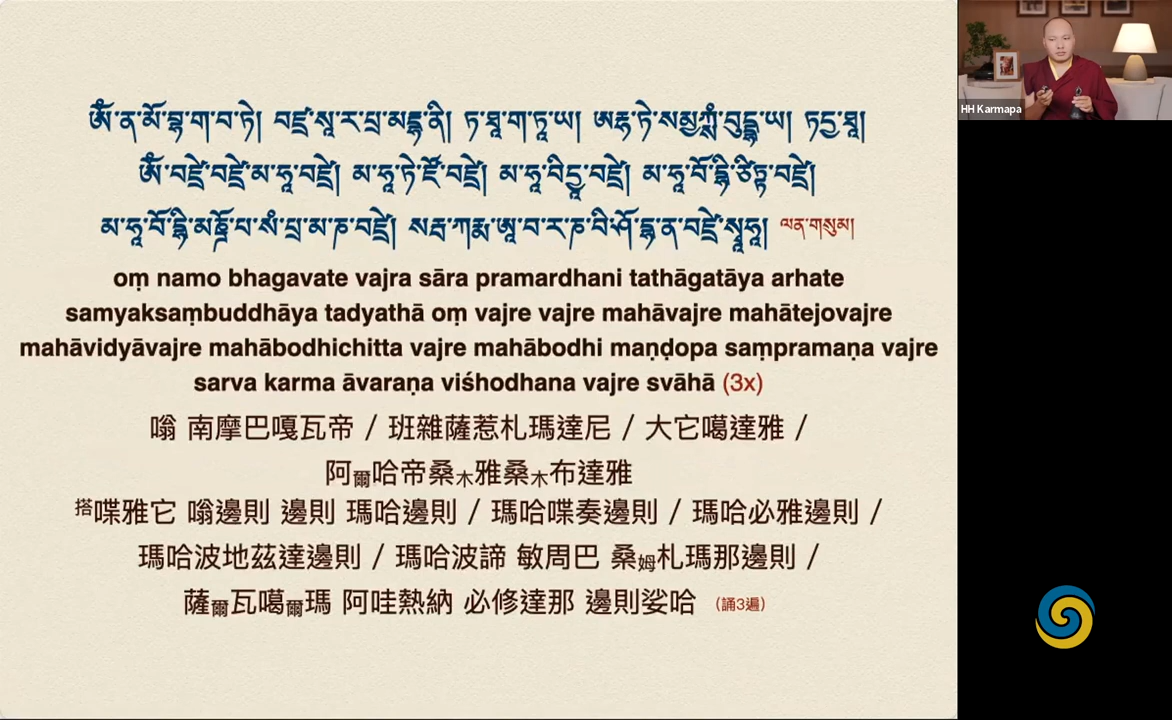 ༀ་ན་མོ་བྷ་ག་བ་ཏེ། བཛྲ་སཱ་ར་པྲ་མརྡྷ་ནི། ཏ་ཐཱ་ག་ཏཱ་ཡ། ཨརྷ་ཏེ་སམྱཀྶཾ་བུདྡྷཱ་ཡ། ཏདྱ་ཐཱ།
ༀ་བཛྲེ་བཛྲེ་མ་ཧཱ་བཛྲེ། མ་ཧཱ་ཏེ་ཛོ་བཛྲེ། མ་ཧཱ་བིདྱཱ་བཛྲེ། མ་ཧཱ་བོ་དྷི་ཙིཏྟ་བཛྲེ།
མ་ཧཱ་བོ་དྷི་མཎྜོ་པ་སཾ་པྲ་མ་ཎ་བཛྲེ། སརྦ་ཀརྨ་ཨཱ་བ་ར་ཎ་བི་ཤོ་དྷ་ན་བཛྲེ་སྭཱ་ཧཱ། ལན་གསུམ།
oṃ namo bhagavate vajra sāra pramardhani tathāgatāya arhate
samyaksaṃbuddhāya tadyathā oṃ vajre vajre mahāvajre mahātejovajre
mahāvidyāvajre mahābodhichitta vajre mahābodhi maṇḍopa saṃpramaṇa vajre
sarva karma āvaraṇa viśhodhana vajre svāhā (3x)
嗡 南摩巴嘎瓦帝 / 班雜薩惹札瑪達尼 / 大它噶達雅 /
阿爾哈帝桑木雅桑木布達雅
搭喋雅它 嗡邊則 邊則 瑪哈邊則 / 瑪哈喋奏邊則 / 瑪哈必雅邊則 /
瑪哈波地茲達邊則 / 瑪哈波諦 敏周巴 桑姆札瑪那邊則 /
薩爾瓦噶爾瑪 阿哇熱納 必修達那 邊則娑哈 （誦3遍）
HH Karmapa